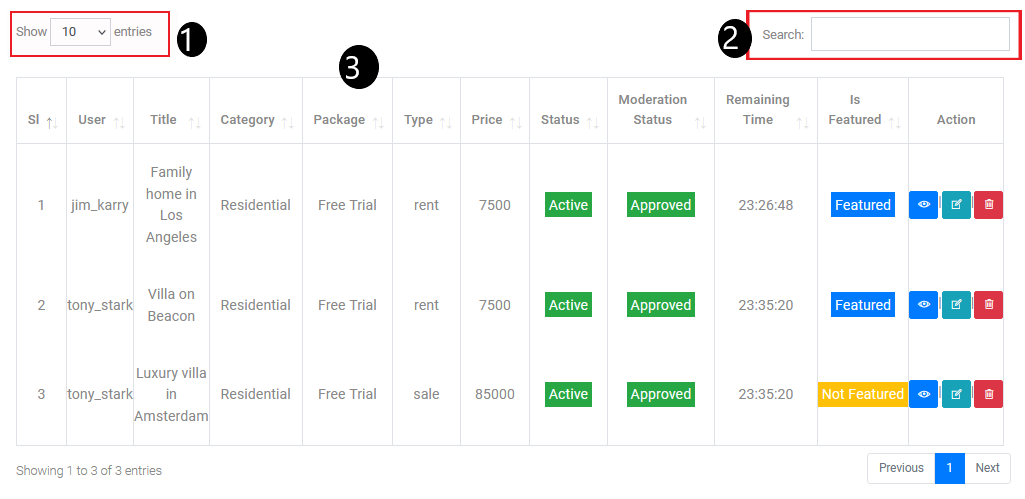 Show 10 entries
1
2
Search:
3
Sl User Title Category Package Type Price Status Moderation Status Remaining Time Is Featured Action
1 jim_karry Family home in Los Angeles Residential Free Trial rent 7500 Active Approved 23:26:48 Featured
2 tony_stark Villa on Beacon Residential Free Trial rent 7500 Active Approved 23:35:20 Featured
3 tony_stark Luxury villa in Amsterdam Residential Free Trial sale 85000 Active Approved 23:35:20 Not Featured
Showing 1 to 3 of 3 entries
Previous 1 Next